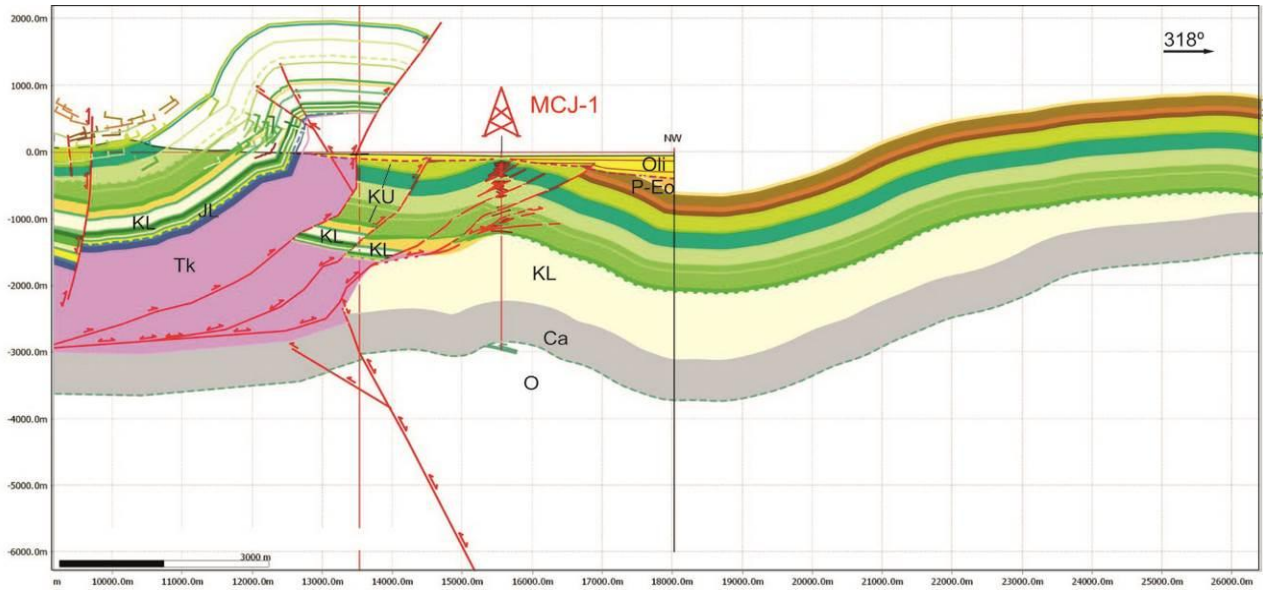 2000.0m
318º
1000.0m
MCJ-1
NW
0.0m
Oli
P-Eo
KU
-1000.0m
KL
JL
KL
KL
Tk
KL
-2000.0m
-3000.0m
Ca
O
-4000.0m
-5000.0m
-6000.0m
3000 m
m
10000.0m
11000.0m
12000.0m
13000.0m
14000.0m
15000.0m
16000.0m
17000.0m
18000.0m
19000.0m
20000.0m
21000.0m
22000.0m
23000.0m
24000.0m
25000.0m
26000.0m